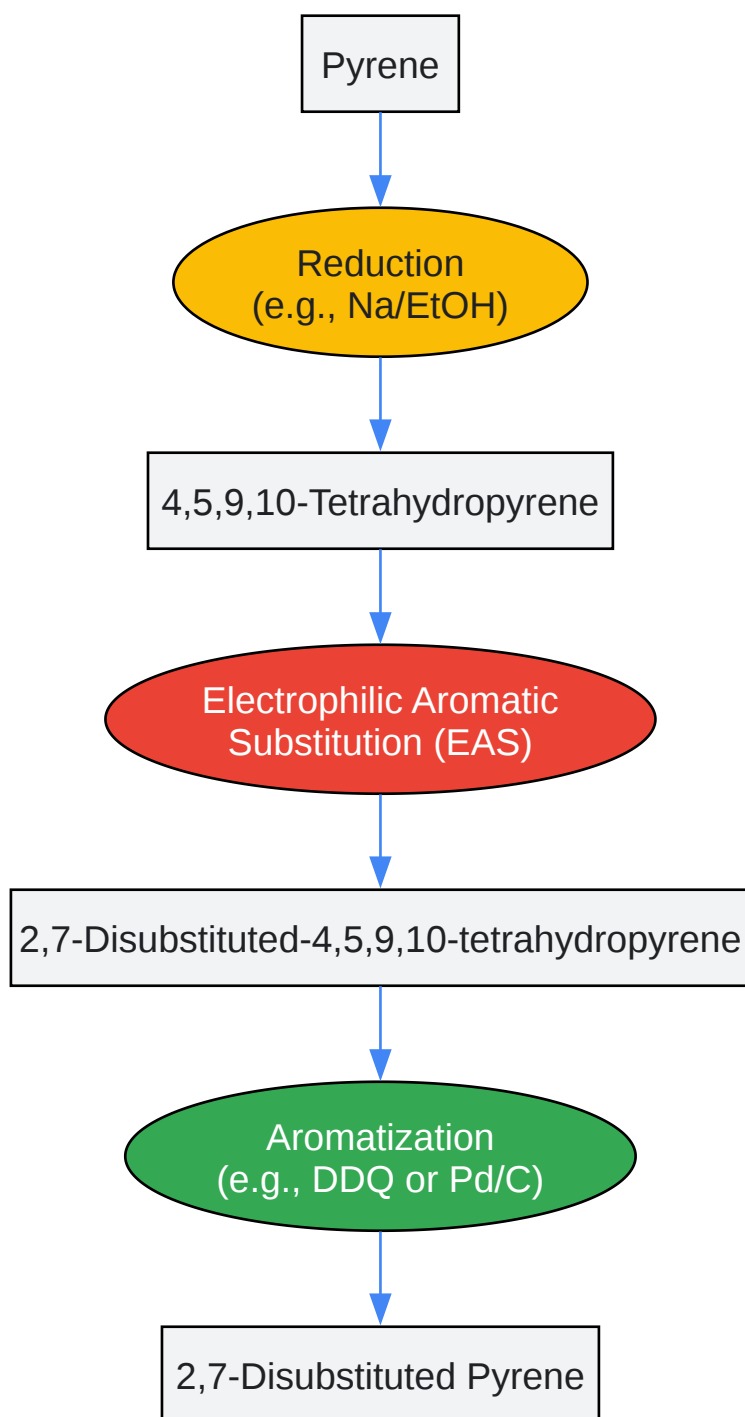 Pyrene
Reduction
(e.g., Na/EtOH)
4,5,9,10-Tetrahydropyrene
Electrophilic Aromatic
Substitution (EAS)
2,7-Disubstituted-4,5,9,10-tetrahydropyrene
Aromatization
(e.g., DDQ or Pd/C)
2,7-Disubstituted Pyrene